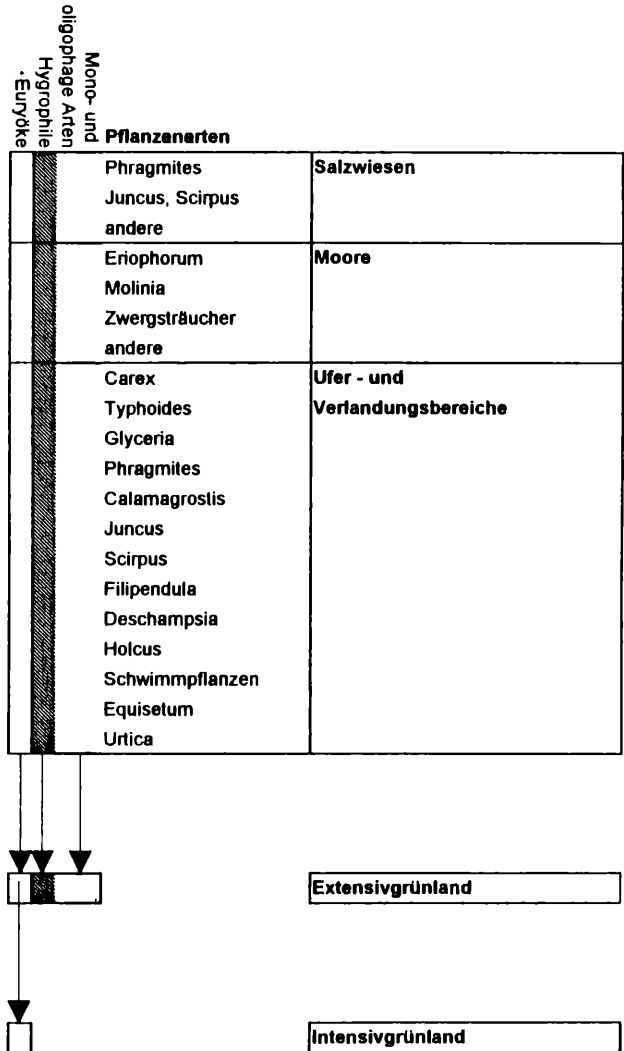 Mono- und
oligophage Arten
Hygrophile
·Euryöke
Pflanzenarten
Phragmites
Salzwiesen
Juncus, Scirpus
andere
Eriophorum
Moore
Molinia
Zwergsträucher
andere
Carex
Ufer - und
Typhoides
Verlandungsbereiche
Glyceria
Phragmites
Calamagrostis
Juncus
Scirpus
Filipendula
Deschampsia
Holcus
Schwimmpflanzen
Equisetum
Urtica
Extensivgrünland
Intensivgrünland